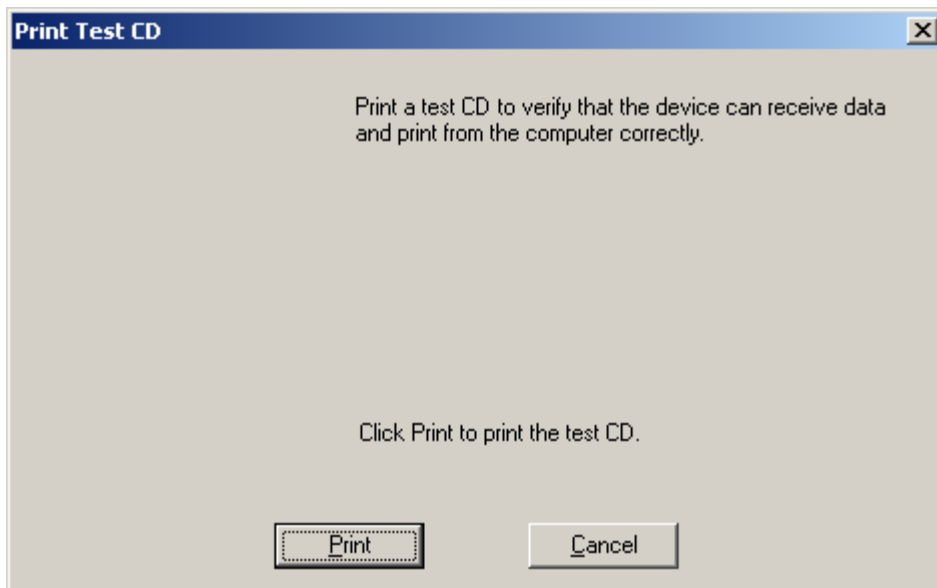 Print Test CD
Print a test CD to verify that the device can receive data
and print from the computer correctly.
Click Print to print the test CD.
Print
Cancel